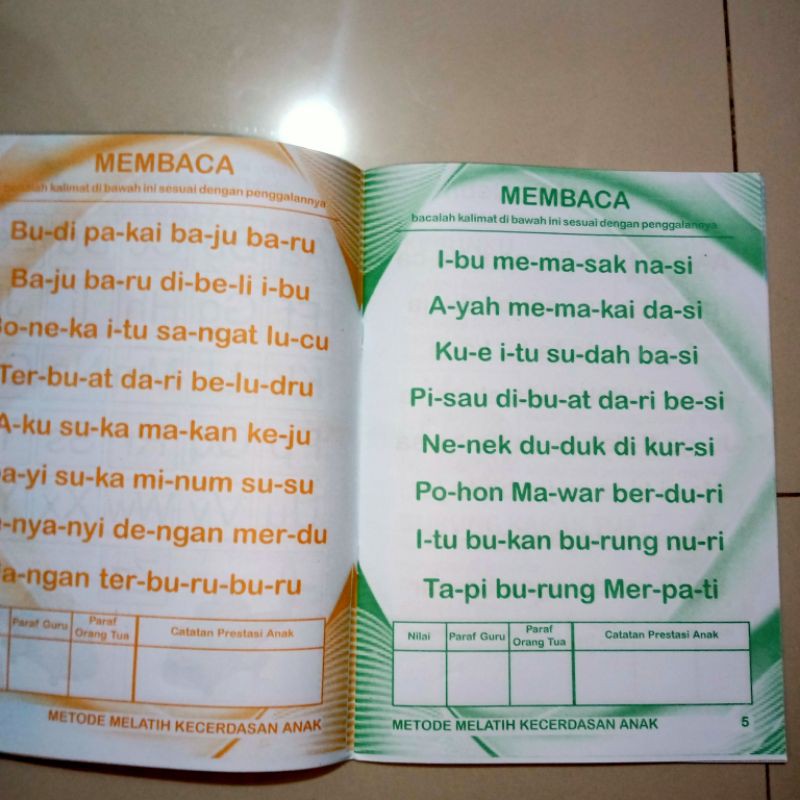 MEMBACA
bacalah kalimat di bawah ini sesuai dengan penggalannya
Bu-di pa-kai ba-ju ba-ru
Ba-ju ba-ru di-be-li i-bu
i-tu sa-ngat lu-cu
Ter-bu-at da-ri be-lu-dru
A-ku su-ka ma-kan ke-ju
su-ka mi-num su-su
de-ngan mer-du
ter-bu-ru-bu-ru
Paraf Guru
Paraf Orang Tua
Catatan Prestasi Anak
METODE MELATIH KECERDASAN ANAK
MEMBACA
bacalah kalimat di bawah ini sesuai dengan penggalannya
I-bu me-ma-sak na-si
A-yah me-ma-kai da-si
Ku-e i-tu su-dah ba-si
Pi-sau di-bu-at da-ri be-si
Ne-nek du-duk di kur-si
Po-hon Ma-war ber-du-ri
I-tu bu-kan bu-rung nu-ri
Ta-pi bu-rung Mer-pa-ti
Nilai
Paraf Guru
Paraf Orang Tua
Catatan Prestasi Anak
METODE MELATIH KECERDASAN ANAK
5